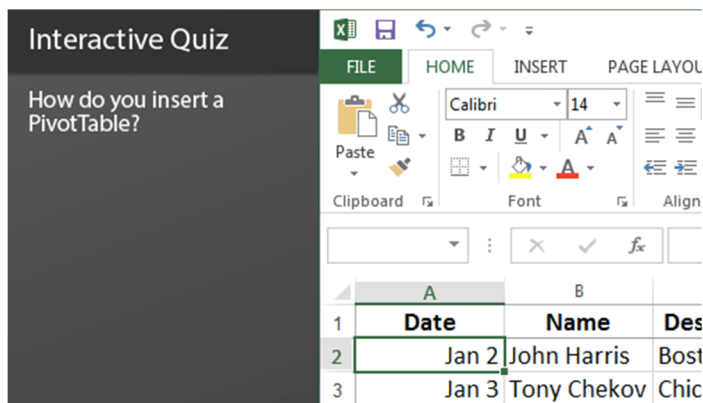 Interactive Quiz
How do you insert a
PivotTable?
FILE HOME INSERT PAGE LAYOU
Calibri 14
B I U A A
Paste
A
Clipboard Font Align
fx
A B
1 Date Name Des
2 Jan 2 John Harris Bost
3 Jan 3 Tony Chekov Chic